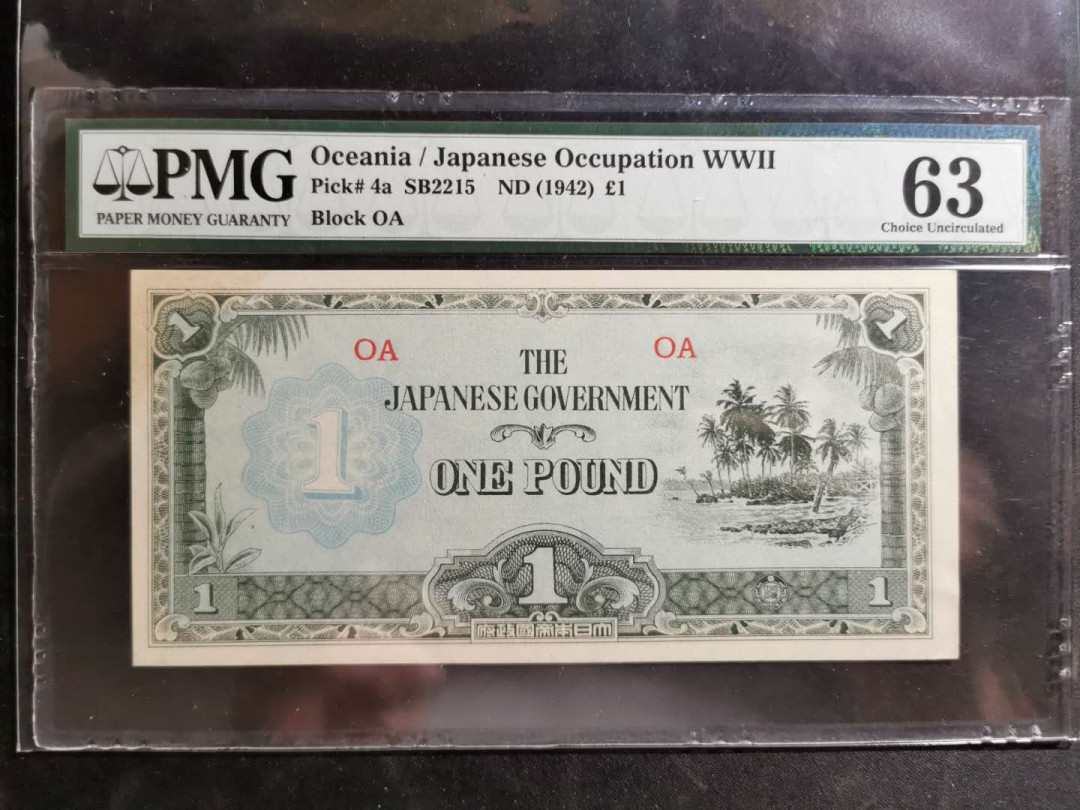 PMG
PAPER MONEY GUARANTY
Oceania / Japanese Occupation WWII
Pick# 4a SB2215 ND (1942) £1
Block OA
63
Choice Uncirculated
1 1
OA OA
THE
JAPANESE GOVERNMENT
1
ONE POUND
1
1 1
府政國帝本日大